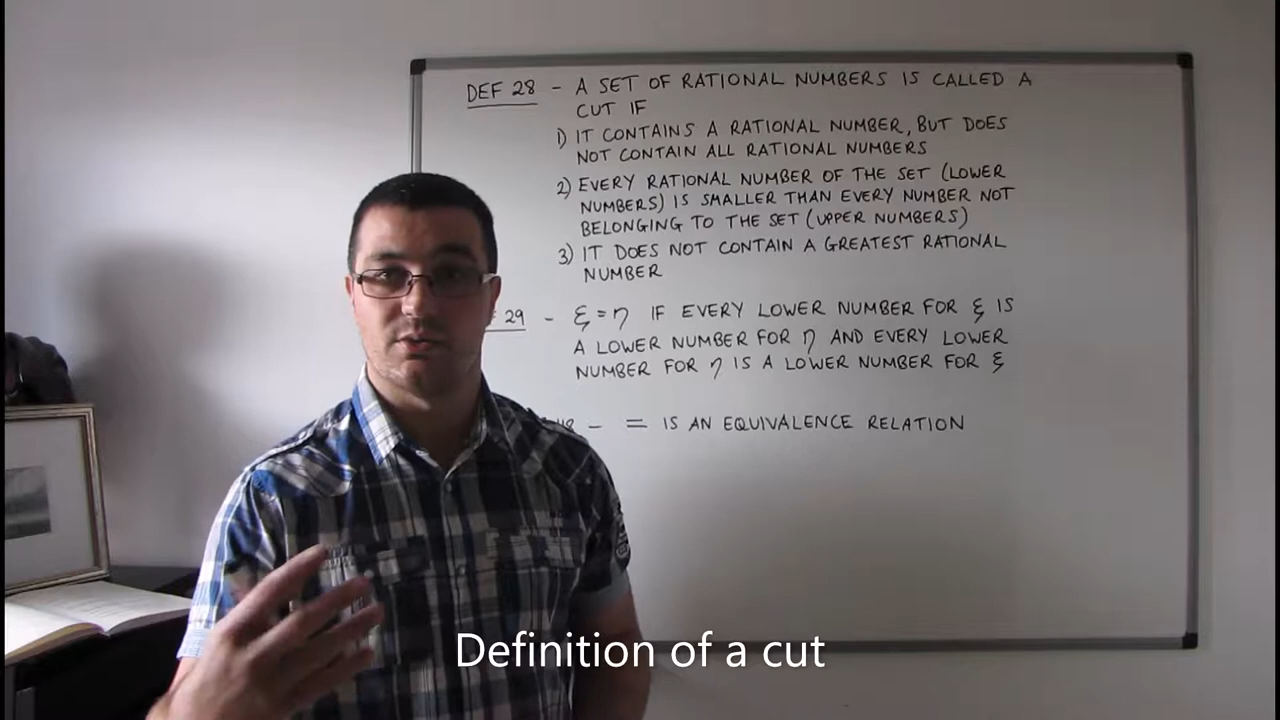 DEF 28 - A SET OF RATIONAL NUMBERS IS CALLED A
CUT IF
1) IT CONTAINS A RATIONAL NUMBER, BUT DOES
NOT CONTAIN ALL RATIONAL NUMBERS
2) EVERY RATIONAL NUMBER OF THE SET (LOWER
NUMBERS) IS SMALLER THAN EVERY NUMBER NOT
BELONGING TO THE SET (UPPER NUMBERS)
3) IT DOES NOT CONTAIN A GREATEST RATIONAL
NUMBER
29 - ξ = η IF EVERY LOWER NUMBER FOR ξ IS
A LOWER NUMBER FOR η AND EVERY LOWER
NUMBER FOR η IS A LOWER NUMBER FOR ξ
- = IS AN EQUIVALENCE RELATION
Definition of a cut